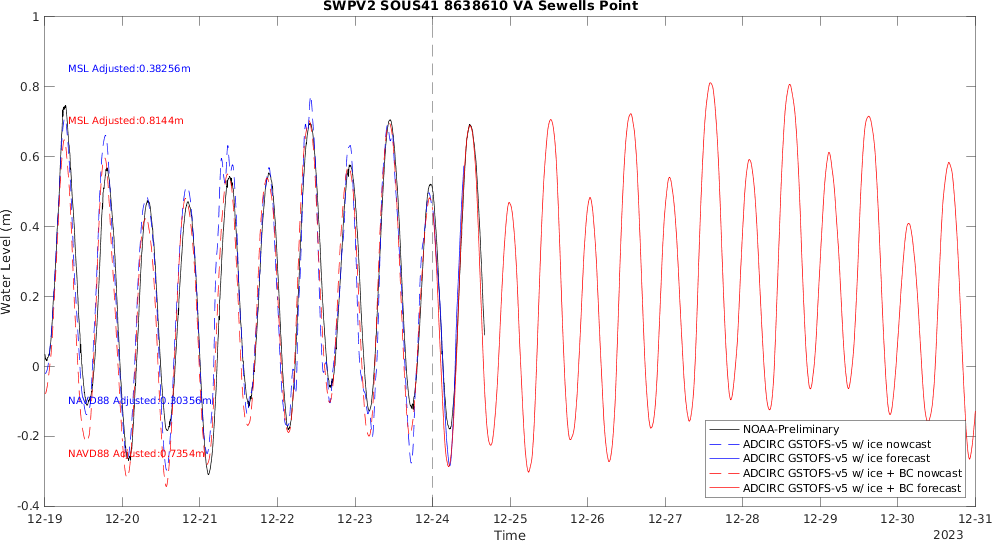 SWPV2 SOUS41 8638610 VA Sewells Point
1
0.8
0.6
0.4
0.2
0
-0.2
-0.4
Water Level (m)
MSL Adjusted:0.38256m
MSL Adjusted:0.8144m
NAVD88 Adjusted:0.30356m
NAVD88 Adjusted:0.7354m
NOAA-Preliminary
ADCIRC GSTOFS-v5 w/ ice nowcast
ADCIRC GSTOFS-v5 w/ ice forecast
ADCIRC GSTOFS-v5 w/ ice + BC nowcast
ADCIRC GSTOFS-v5 w/ ice + BC forecast
12-19 12-20 12-21 12-22 12-23 12-24 12-25 12-26 12-27 12-28 12-29 12-30 12-31
Time
2023